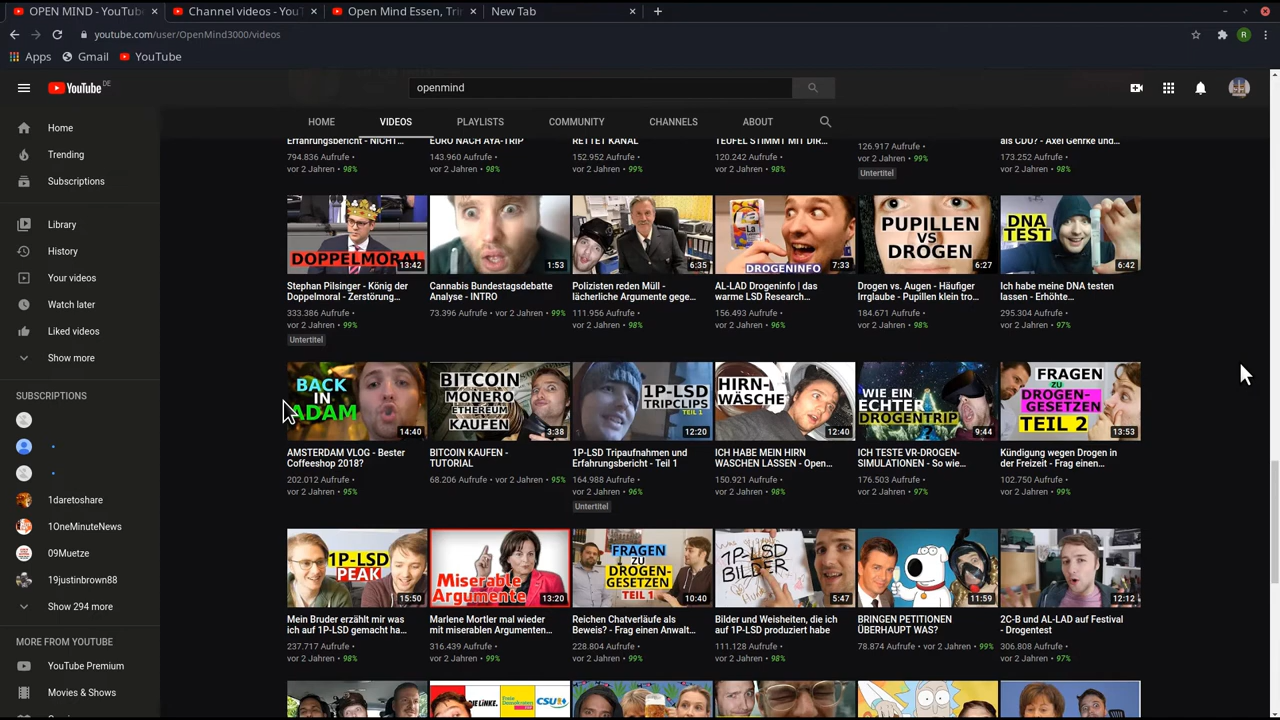 OPEN MIND - YouTube
Channel videos - YouT
Open Mind Essen, Tri
New Tab
youtube.com/user/OpenMind3000/videos
R
Apps
Gmail
YouTube
YouTube DE
openmind
HOME
VIDEOS
PLAYLISTS
COMMUNITY
CHANNELS
ABOUT
Home
Trending
Subscriptions
Library
History
Your videos
Watch later
Liked videos
Show more
SUBSCRIPTIONS
1daretoshare
1OneMinuteNews
09Muetze
19justinbrown88
Show 294 more
MORE FROM YOUTUBE
YouTube Premium
Movies & Shows
Erfahrungsbericht - NICHT...
794.836 Aufrufe •
vor 2 Jahren • 98%
EURO NACH AYA-TRIP
143.960 Aufrufe •
vor 2 Jahren • 98%
RETTET KANAL
152.952 Aufrufe •
vor 2 Jahren • 99%
TEUFEL STIMMT MIT DIR...
120.242 Aufrufe •
vor 2 Jahren • 98%
126.917 Aufrufe •
vor 2 Jahren • 99%
Untertitel
als CDU? - Axel Gehrke und...
173.252 Aufrufe •
vor 2 Jahren • 98%
DOPPELMORAL
13:42
Stephan Pilsinger - König der
Doppelmoral - Zerstörung...
333.386 Aufrufe •
vor 2 Jahren • 99%
Untertitel
1:53
Cannabis Bundestagsdebatte
Analyse - INTRO
73.396 Aufrufe • vor 2 Jahren • 99%
6:35
Polizisten reden Müll -
lächerliche Argumente gege...
111.956 Aufrufe •
vor 2 Jahren • 98%
La
DROGENINFO
7:33
AL-LAD Drogeninfo | das
warme LSD Research...
156.493 Aufrufe •
vor 2 Jahren • 96%
PUPILLEN
VS
DROGEN
6:27
Drogen vs. Augen - Häufiger
Irrglaube - Pupillen klein tro...
184.671 Aufrufe •
vor 2 Jahren • 98%
DNA
TEST
6:42
Ich habe meine DNA testen
lassen - Erhöhte...
295.304 Aufrufe •
vor 2 Jahren • 97%
BACK
IN
ADAM
14:40
AMSTERDAM VLOG - Bester
Coffeeshop 2018?
202.012 Aufrufe •
vor 2 Jahren • 95%
BITCOIN
MONERO
ETHEREUM
KAUFEN
3:38
BITCOIN KAUFEN -
TUTORIAL
68.206 Aufrufe • vor 2 Jahren • 95%
1P-LSD
TRIPCLIPS
TEIL 1
12:20
1P-LSD Tripaufnahmen und
Erfahrungsbericht - Teil 1
164.988 Aufrufe •
vor 2 Jahren • 96%
Untertitel
HIRN-
WÄSCHE
12:40
ICH HABE MEIN HIRN
WASCHEN LASSEN - Open...
150.921 Aufrufe •
vor 2 Jahren • 98%
WIE EIN
ECHTER
DROGENTRIP
9:44
ICH TESTE VR-DROGEN-
SIMULATIONEN - So wie...
176.503 Aufrufe •
vor 2 Jahren • 97%
FRAGEN
ZU
DROGEN-
GESETZEN
TEIL 2
13:53
Kündigung wegen Drogen in
der Freizeit - Frag einen...
102.750 Aufrufe •
vor 2 Jahren • 99%
1P-LSD
PEAK
15:50
Mein Bruder erzählt mir was
ich auf 1P-LSD gemacht ha...
237.717 Aufrufe •
vor 2 Jahren • 98%
Miserable
Argumente
13:20
Marlene Mortler mal wieder
mit miserablen Argumenten...
316.439 Aufrufe •
vor 2 Jahren • 99%
FRAGEN
ZU
DROGEN-
GESETZEN
TEIL 1
10:40
Reichen Chatverläufe als
Beweis? - Frag einen Anwalt...
228.804 Aufrufe •
vor 2 Jahren • 99%
1P-LSD
BILDER
5:47
Bilder und Weisheiten, die ich
auf 1P-LSD produziert habe
111.128 Aufrufe •
vor 2 Jahren • 98%
11:59
BRINGEN PETITIONEN
ÜBERHAUPT WAS?
78.874 Aufrufe • vor 2 Jahren • 99%
12:12
2C-B und AL-LAD auf Festival
- Drogentest
306.808 Aufrufe •
vor 2 Jahren • 97%
DIE LINKE.
Freie
Demokraten
CSU